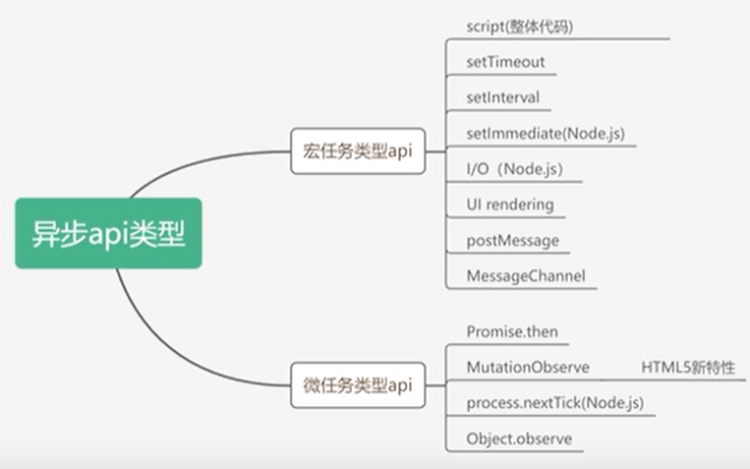 异步api类型
宏任务类型api
script(整体代码)
setTimeout
setInterval
setImmediate(Node.js)
I/O（Node.js）
UI rendering
postMessage
MessageChannel
微任务类型api
Promise.then
MutationObserve HTML5新特性
process.nextTick(Node.js)
Object.observe